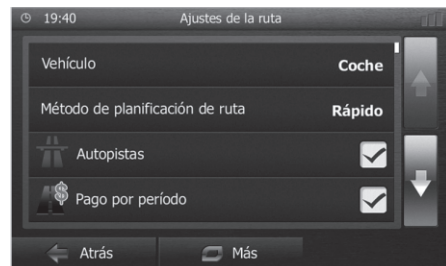 19:40 Ajustes de la ruta
Vehículo Coche
Método de planificación de ruta Rápido
Autopistas
Pago por período
Atrás Más